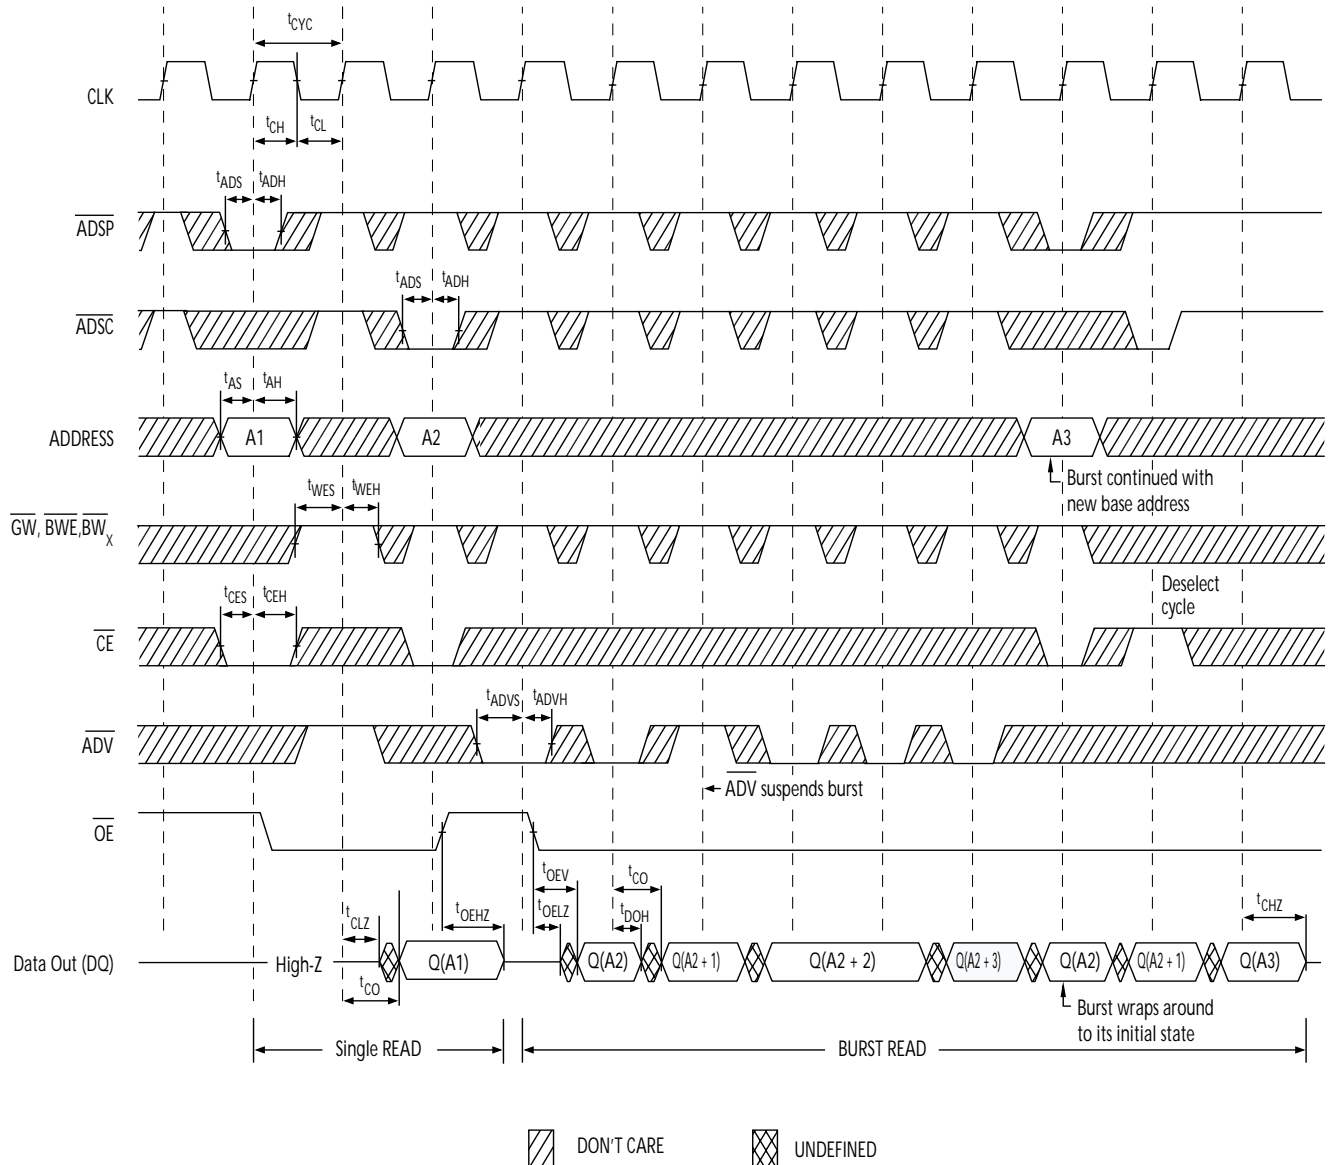 tCYC
CLK
tCH
tCL
tADS
tADH
ADSP
tADS
tADH
ADSC
tAS
tAH
ADDRESS
A1
A2
A3
Burst continued with
new base address
tWES
tWEH
GW, BWE,BWX
Deselect
cycle
tCES
tCEH
CE
tADVS
tADVH
ADV
ADV suspends burst
OE
tOEV
tCO
tCLZ
tOEHZ
tOELZ
tDOH
tCHZ
Data Out (DQ)
High-Z
Q(A1)
Q(A2)
Q(A2 + 1)
Q(A2 + 2)
Q(A2 + 3)
Q(A2)
Q(A2 + 1)
Q(A3)
tCO
Burst wraps around
to its initial state
Single READ
BURST READ
DON'T CARE
UNDEFINED